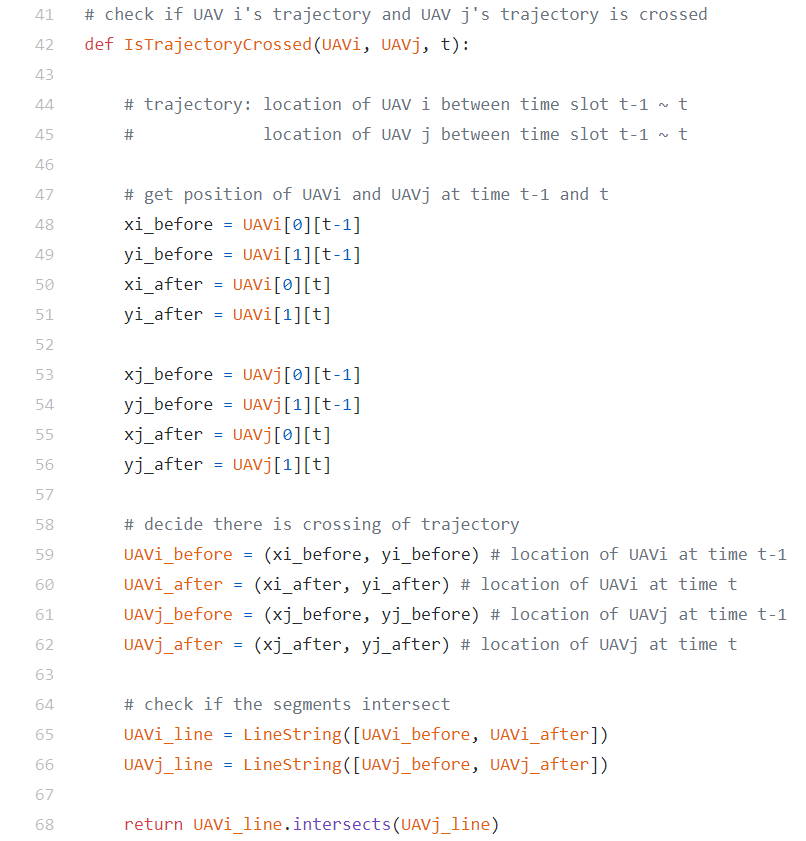 41 # check if UAV i's trajectory and UAV j's trajectory is crossed
42 def IsTrajectoryCrossed(UAVi, UAVj, t):
43
44     # trajectory: location of UAV i between time slot t-1 ~ t
45     #             location of UAV j between time slot t-1 ~ t
46
47     # get position of UAVi and UAVj at time t-1 and t
48     xi_before = UAVi[0][t-1]
49     yi_before = UAVi[1][t-1]
50     xi_after = UAVi[0][t]
51     yi_after = UAVi[1][t]
52
53     xj_before = UAVj[0][t-1]
54     yj_before = UAVj[1][t-1]
55     xj_after = UAVj[0][t]
56     yj_after = UAVj[1][t]
57
58     # decide there is crossing of trajectory
59     UAVi_before = (xi_before, yi_before) # location of UAVi at time t-1
60     UAVi_after = (xi_after, yi_after) # location of UAVi at time t
61     UAVj_before = (xj_before, yj_before) # location of UAVj at time t-1
62     UAVj_after = (xj_after, yj_after) # location of UAVj at time t
63
64     # check if the segments intersect
65     UAVi_line = LineString([UAVi_before, UAVi_after])
66     UAVj_line = LineString([UAVj_before, UAVj_after])
67
68     return UAVi_line.intersects(UAVj_line)